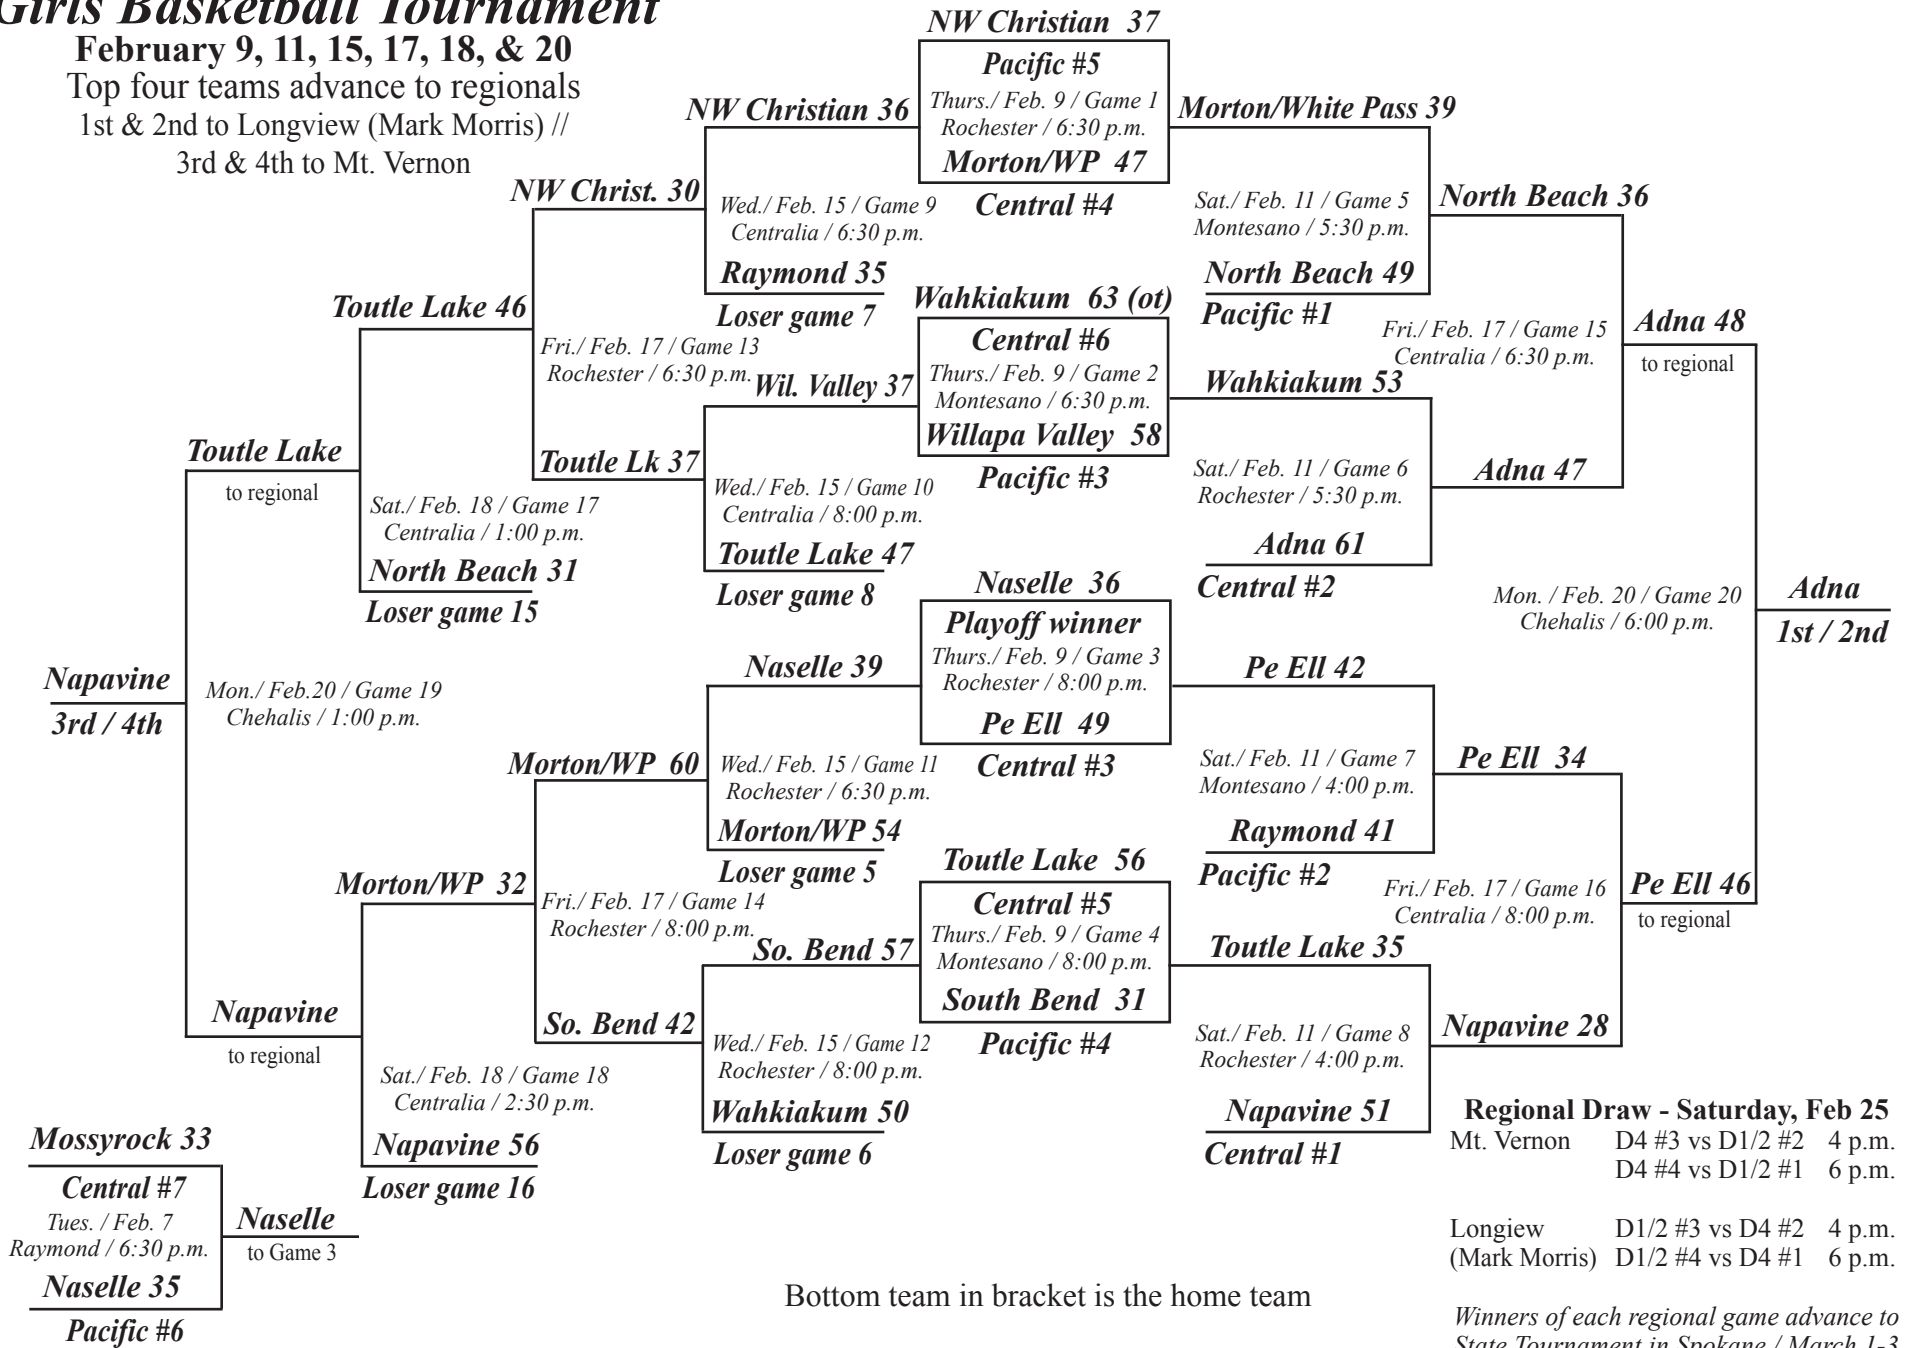 Girls Basketball Tournament
February 9, 11, 15, 17, 18, & 20
Top four teams advance to regionals
1st & 2nd to Longview (Mark Morris) //
3rd & 4th to Mt. Vernon
NW Christian 37
Pacific #5
Thurs./ Feb. 9 / Game 1
Rochester / 6:30 p.m.
Morton/WP 47
Central #4
Wahkiakum 63 (ot)
Central #6
Thurs./ Feb. 9 / Game 2
Montesano / 6:30 p.m.
Willapa Valley 58
Pacific #3
Naselle 36
Playoff winner
Thurs./ Feb. 9 / Game 3
Rochester / 8:00 p.m.
Pe Ell 49
Central #3
Toutle Lake 56
Central #5
Thurs./ Feb. 9 / Game 4
Montesano / 8:00 p.m.
South Bend 31
Pacific #4
Morton/White Pass 39
Sat./ Feb. 11 / Game 5
Montesano / 5:30 p.m.
North Beach 49
Pacific #1
Wahkiakum 53
Sat./ Feb. 11 / Game 6
Rochester / 5:30 p.m.
Adna 61
Central #2
Pe Ell 42
Sat./ Feb. 11 / Game 7
Montesano / 4:00 p.m.
Raymond 41
Pacific #2
Toutle Lake 35
Sat./ Feb. 11 / Game 8
Rochester / 4:00 p.m.
Napavine 51
Central #1
North Beach 36
Fri./ Feb. 17 / Game 15
Centralia / 6:30 p.m.
Adna 47
Pe Ell 34
Fri./ Feb. 17 / Game 16
Centralia / 8:00 p.m.
Napavine 28
Adna 48
to regional
Mon. / Feb. 20 / Game 20
Chehalis / 6:00 p.m.
Pe Ell 46
to regional
Adna
1st / 2nd
NW Christian 36
Wed./ Feb. 15 / Game 9
Centralia / 6:30 p.m.
Raymond 35
Loser game 7
Wil. Valley 37
Wed./ Feb. 15 / Game 10
Centralia / 8:00 p.m.
Toutle Lake 47
Loser game 8
Naselle 39
Wed./ Feb. 15 / Game 11
Rochester / 6:30 p.m.
Morton/WP 54
Loser game 5
So. Bend 57
Wed./ Feb. 15 / Game 12
Rochester / 8:00 p.m.
Wahkiakum 50
Loser game 6
NW Christ. 30
Fri./ Feb. 17 / Game 13
Rochester / 6:30 p.m.
Toutle Lk 37
Morton/WP 60
Fri./ Feb. 17 / Game 14
Rochester / 8:00 p.m.
So. Bend 42
Toutle Lake 46
Sat./ Feb. 18 / Game 17
Centralia / 1:00 p.m.
North Beach 31
Loser game 15
Morton/WP 32
Sat./ Feb. 18 / Game 18
Centralia / 2:30 p.m.
Napavine 56
Loser game 16
Toutle Lake
to regional
Mon./ Feb.20 / Game 19
Chehalis / 1:00 p.m.
Napavine
to regional
Napavine
3rd / 4th
Mossyrock 33
Central #7
Tues. / Feb. 7
Raymond / 6:30 p.m.
Naselle 35
Pacific #6
Naselle
to Game 3
Bottom team in bracket is the home team
Regional Draw - Saturday, Feb 25
Mt. Vernon D4 #3 vs D1/2 #2 4 p.m.
D4 #4 vs D1/2 #1 6 p.m.
Longiew D1/2 #3 vs D4 #2 4 p.m.
(Mark Morris) D1/2 #4 vs D4 #1 6 p.m.
Winners of each regional game advance to
State Tournament in Spokane / March 1-3